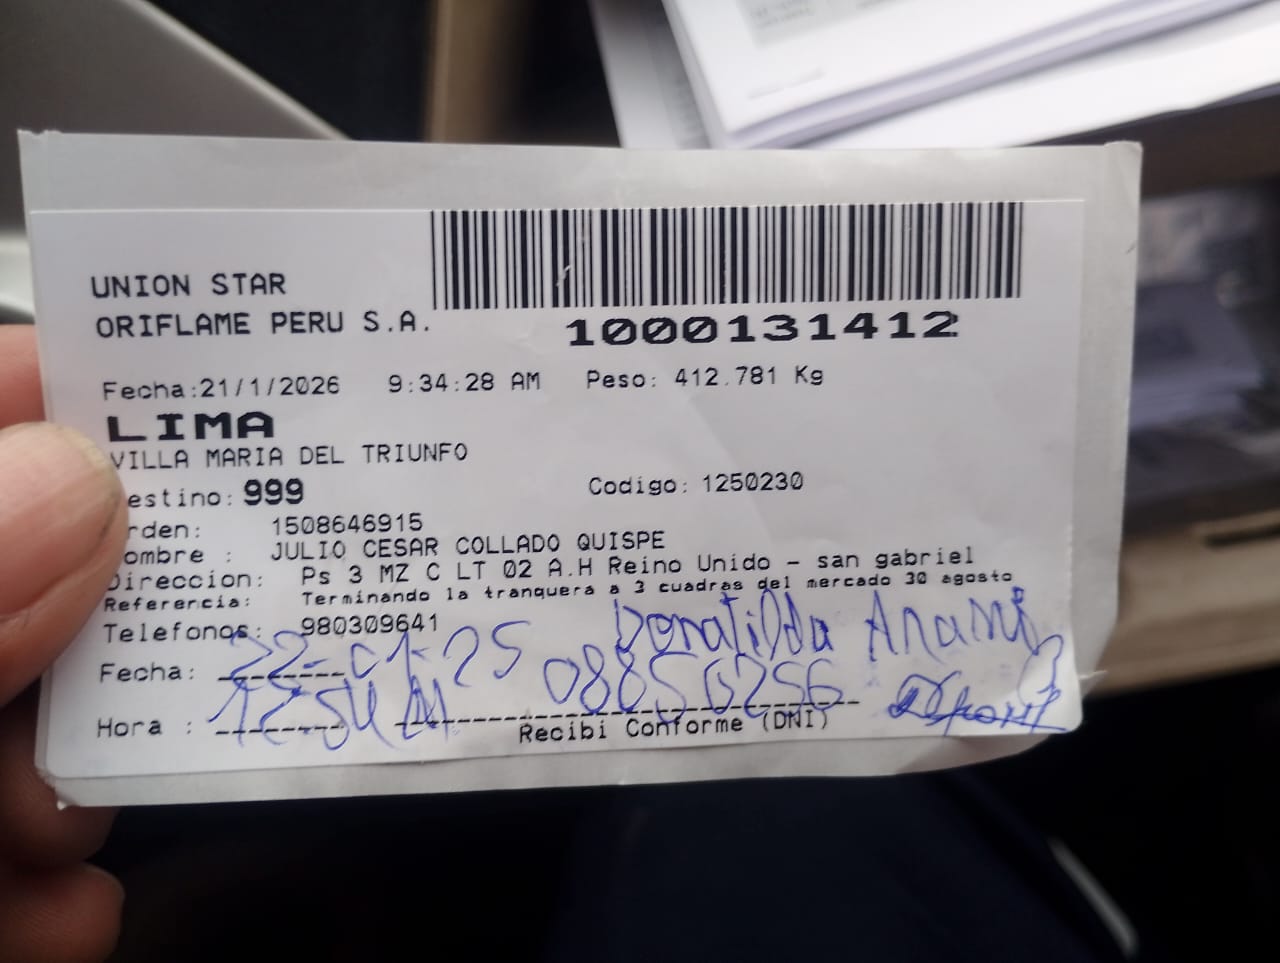 UNION STAR
ORIFLAME PERU S.A.
1000131412
Fecha:21/1/2026 9:34:28 AM Peso: 412.781 Kg
LIMA
VILLA MARIA DEL TRIUNFO
estino: 999 Codigo: 1250230
rden: 1508646915
ombre : JULIO CESAR COLLADO QUISPE
Direccion: Ps 3 MZ C LT 02 A.H Reino Unido - san gabriel
Referencia: Terminando la tranquera a 3 cuadras del mercado 30 agosto
Telefonos: 980309641
Donatilda
Fecha: 22-01-25
Hora :
Recibi Conforme (DNI)